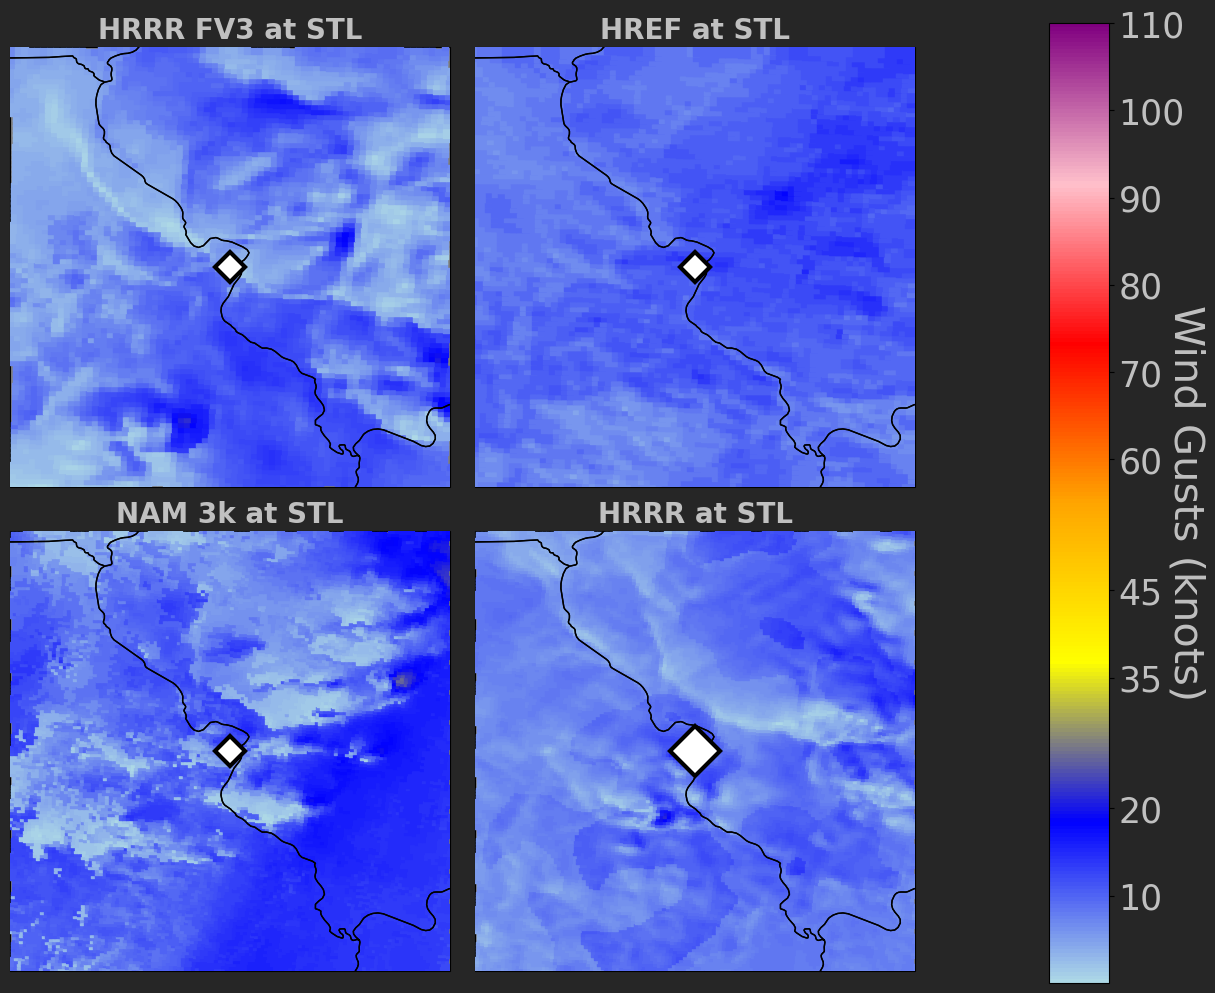 HRRR FV3 at STL
HREF at STL
NAM 3k at STL
HRRR at STL
110
100
90
80
70
60
45
35
20
10
Wind Gusts (knots)